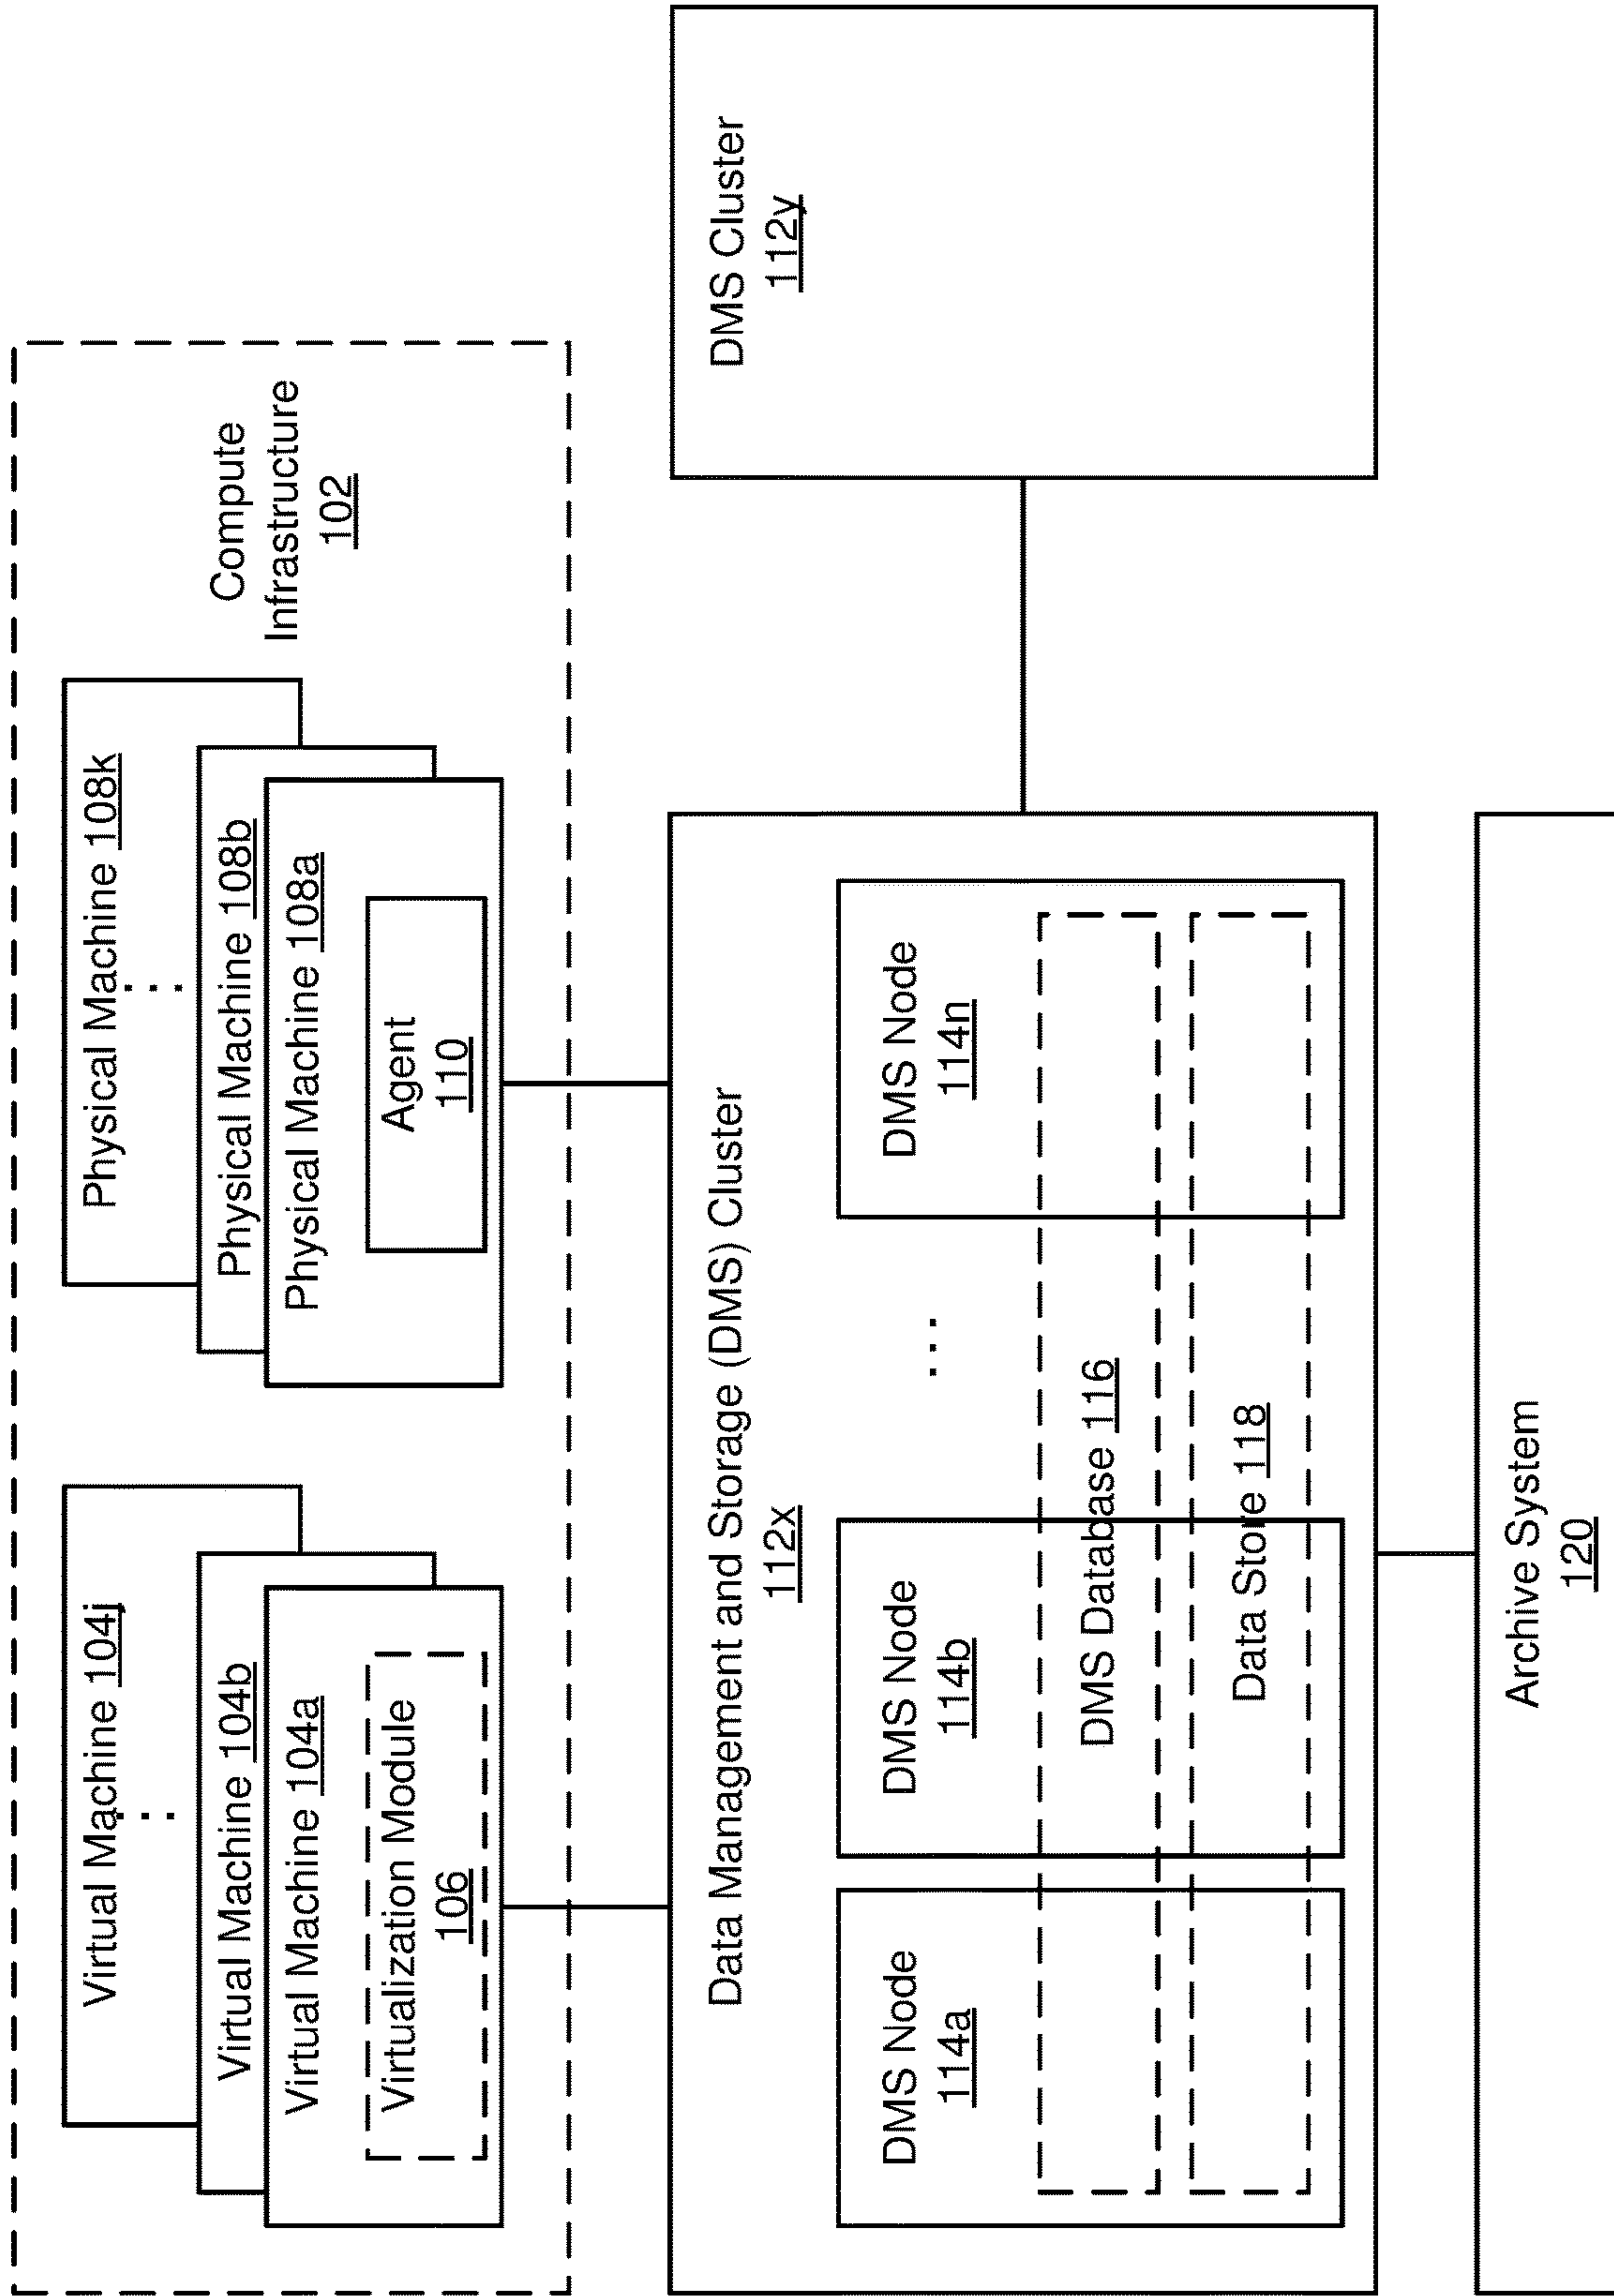 Compute
Infrastructure
102
Virtual Machine 104j
⋮
Virtual Machine 104b
Virtual Machine 104a
Virtualization Module
106
Physical Machine 108k
⋮
Physical Machine 108b
Physical Machine 108a
Agent
110
Data Management and Storage (DMS) Cluster
112x
DMS Node
114a
DMS Node
114b
...
DMS Node
114n
DMS Database 116
Data Store 118
DMS Cluster
112y
Archive System
120